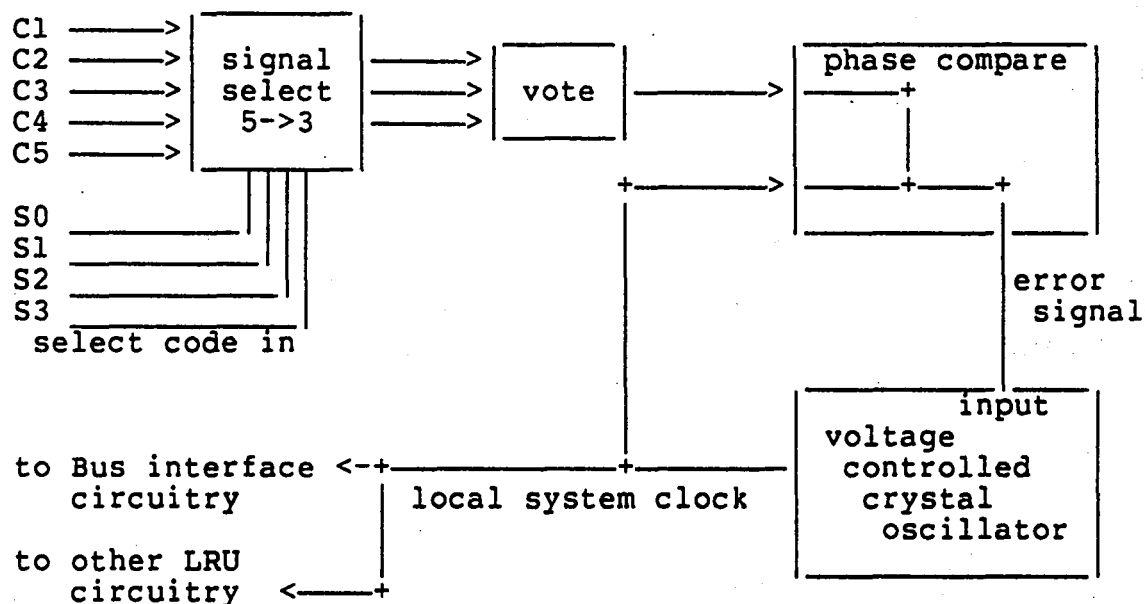 C1
C2
C3
C4
C5
signal
select
5->3
vote
phase compare
S0
S1
S2
S3
select code in
error
signal
input
voltage
controlled
crystal
oscillator
to Bus interface
circuitry
local system clock
to other LRU
circuitry